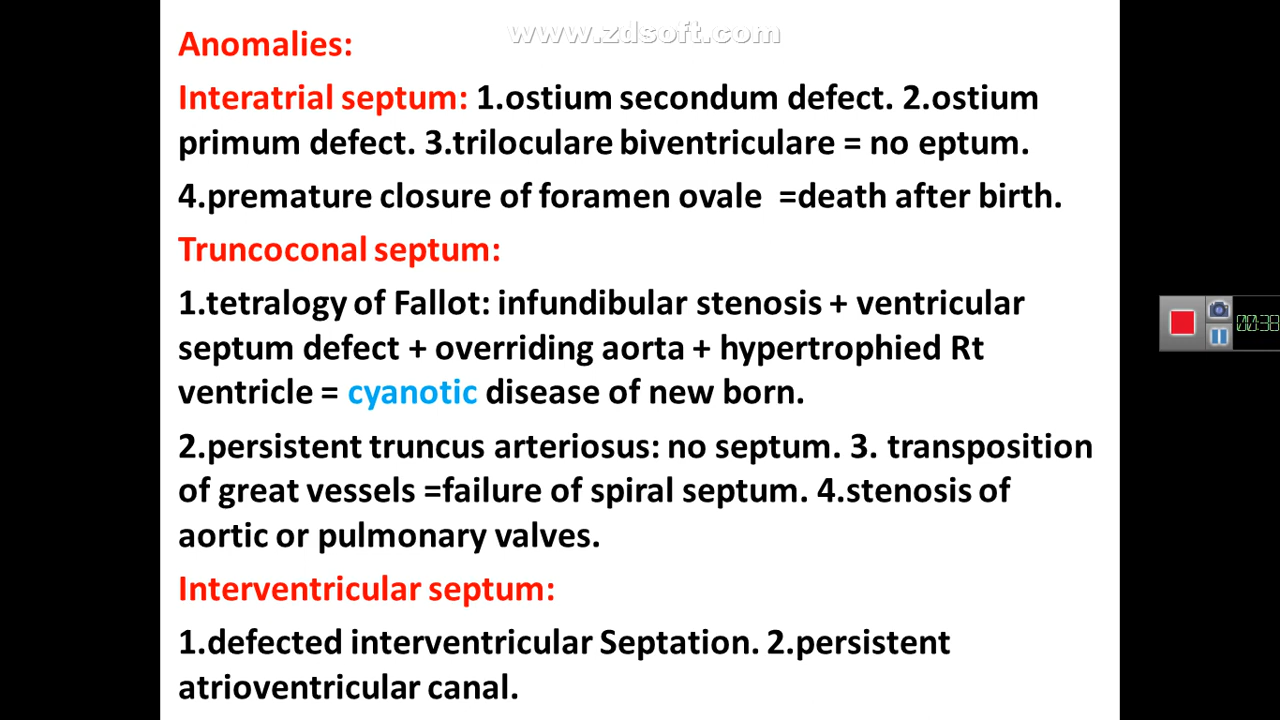 www.zdsoft.com
Anomalies:
Interatrial septum: 1.ostium secondum defect. 2.ostium
primum defect. 3.triloculare biventriculare = no eptum.
4.premature closure of foramen ovale =death after birth.
Truncoconal septum:
1.tetralogy of Fallot: infundibular stenosis + ventricular
septum defect + overriding aorta + hypertrophied Rt
ventricle = cyanotic disease of new born.
2.persistent truncus arteriosus: no septum. 3. transposition
of great vessels =failure of spiral septum. 4.stenosis of
aortic or pulmonary valves.
Interventricular septum:
1.defected interventricular Septation. 2.persistent
atrioventricular canal.
00:38